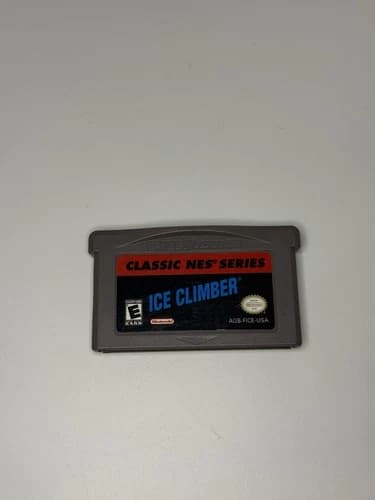 CLASSIC NES® SERIES
ICE CLIMBER®
E
Nintendo
AGB-FICE-USA